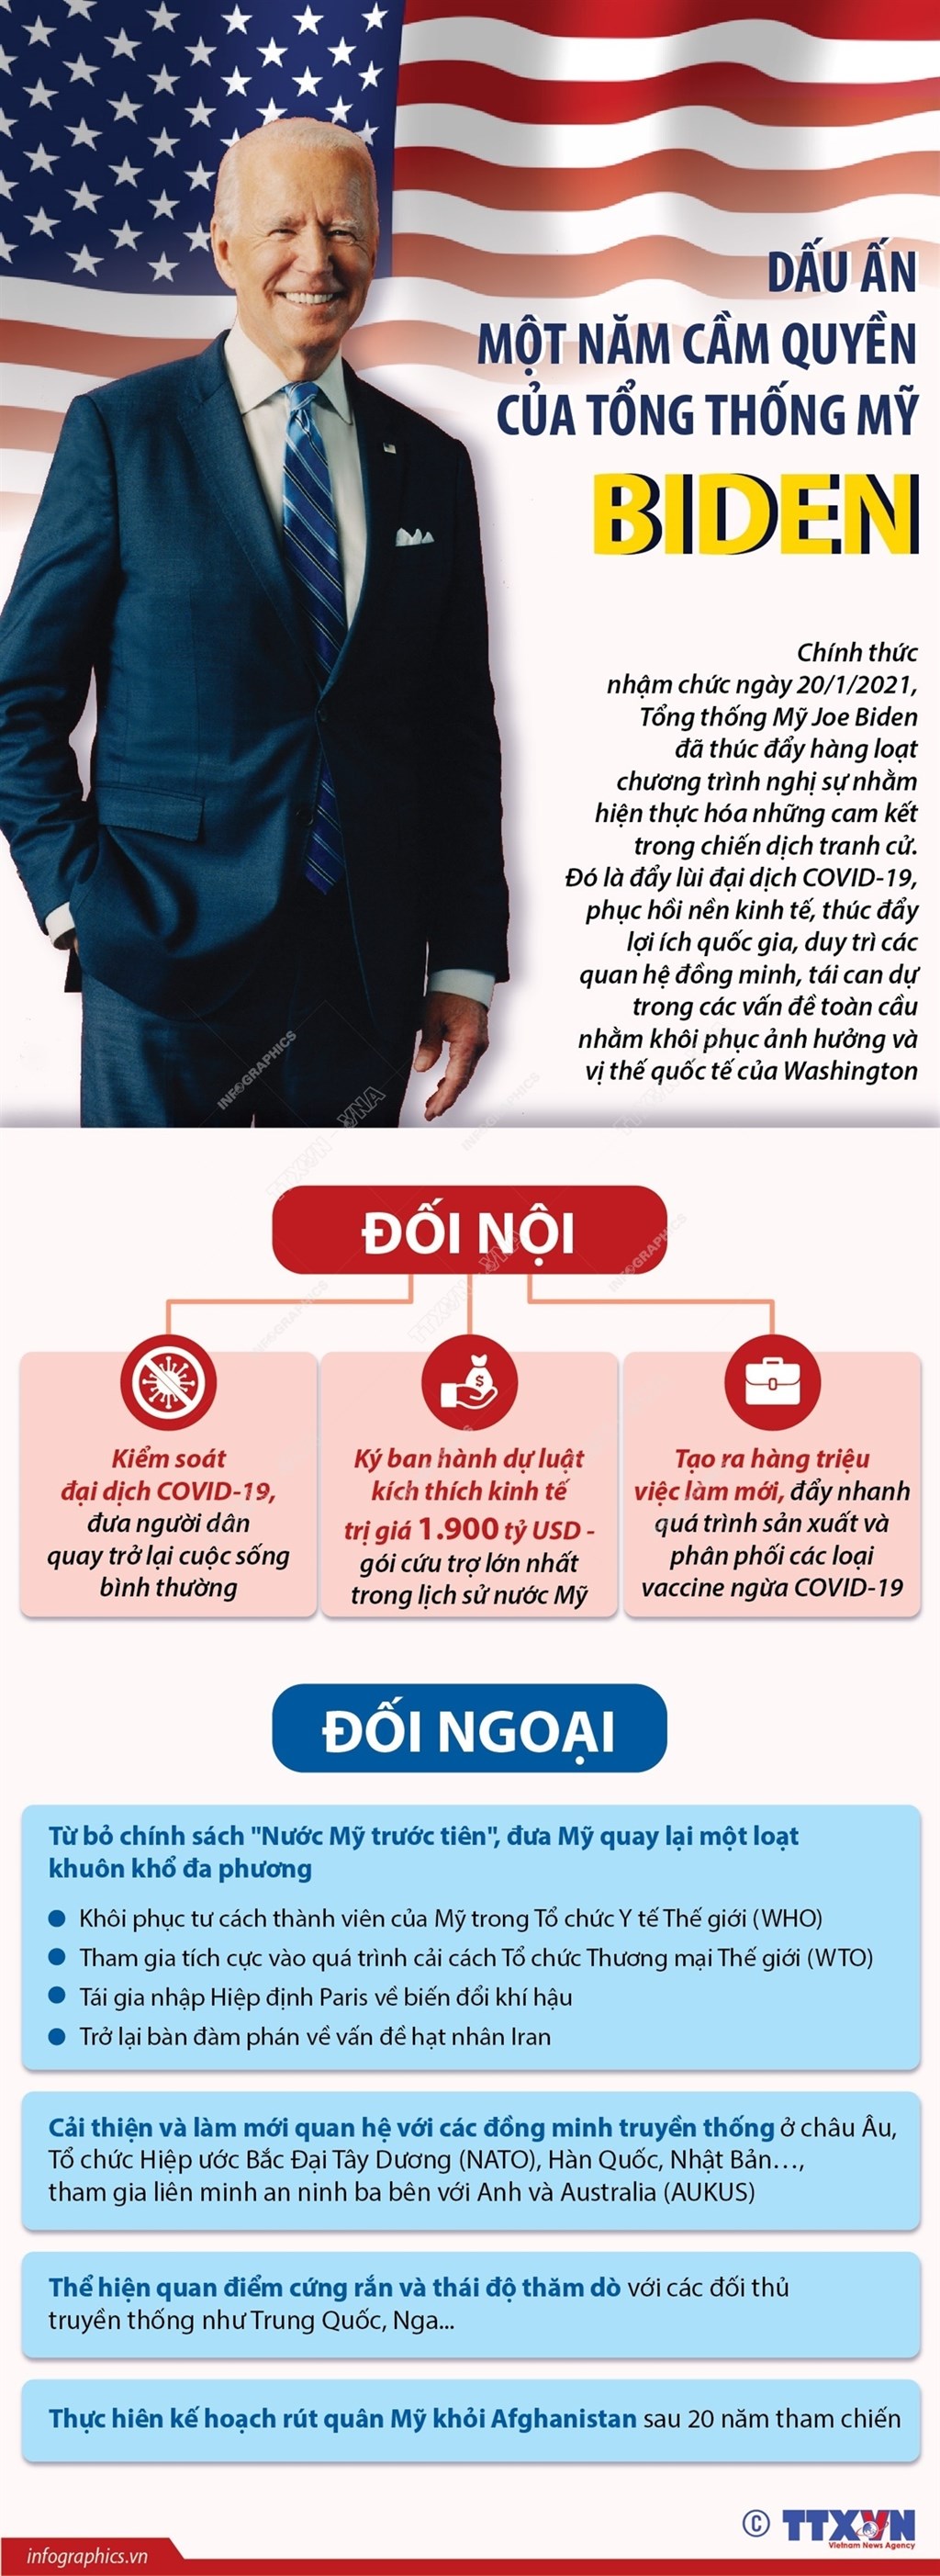 DẤU ẤN
MỘT NĂM CẦM QUYỀN
CỦA TỔNG THỐNG MỸ
BIDEN
Chính thức
nhậm chức ngày 20/1/2021,
Tổng thống Mỹ Joe Biden
đã thúc đẩy hàng loạt
chương trình nghị sự nhằm
hiện thực hóa những cam kết
trong chiến dịch tranh cử.
Đó là đẩy lùi đại dịch COVID-19,
phục hồi nền kinh tế, thúc đẩy
lợi ích quốc gia, duy trì các
quan hệ đồng minh, tái can dự
trong các vấn đề toàn cầu
nhằm khôi phục ảnh hưởng và
vị thế quốc tế của Washington
INFOGRAPHICS
TTXVN - VNA
INFOGRAPHICS
ĐỐI NỘI
INFOGRAPHICS
TTXVN - VNA
INFOGRAPHICS
Kiểm soát
đại dịch COVID-19,
đưa người dân
quay trở lại cuộc sống
bình thường
$
Ký ban hành dự luật
kích thích kinh tế
trị giá 1.900 tỷ USD -
gói cứu trợ lớn nhất
trong lịch sử nước Mỹ
Tạo ra hàng triệu
việc làm mới, đẩy nhanh
quá trình sản xuất và
phân phối các loại
vaccine ngừa COVID-19
ĐỐI NGOẠI
Từ bỏ chính sách "Nước Mỹ trước tiên", đưa Mỹ quay lại một loạt
khuôn khổ đa phương
● Khôi phục tư cách thành viên của Mỹ trong Tổ chức Y tế Thế giới (WHO)
● Tham gia tích cực vào quá trình cải cách Tổ chức Thương mại Thế giới (WTO)
● Tái gia nhập Hiệp định Paris về biến đổi khí hậu
● Trở lại bàn đàm phán về vấn đề hạt nhân Iran
Cải thiện và làm mới quan hệ với các đồng minh truyền thống ở châu Âu,
Tổ chức Hiệp ước Bắc Đại Tây Dương (NATO), Hàn Quốc, Nhật Bản...,
tham gia liên minh an ninh ba bên với Anh và Australia (AUKUS)
Thể hiện quan điểm cứng rắn và thái độ thăm dò với các đối thủ
truyền thống như Trung Quốc, Nga...
Thực hiên kế hoạch rút quân Mỹ khỏi Afghanistan sau 20 năm tham chiến
© TTXVN
Vietnam News Agency
infographics.vn